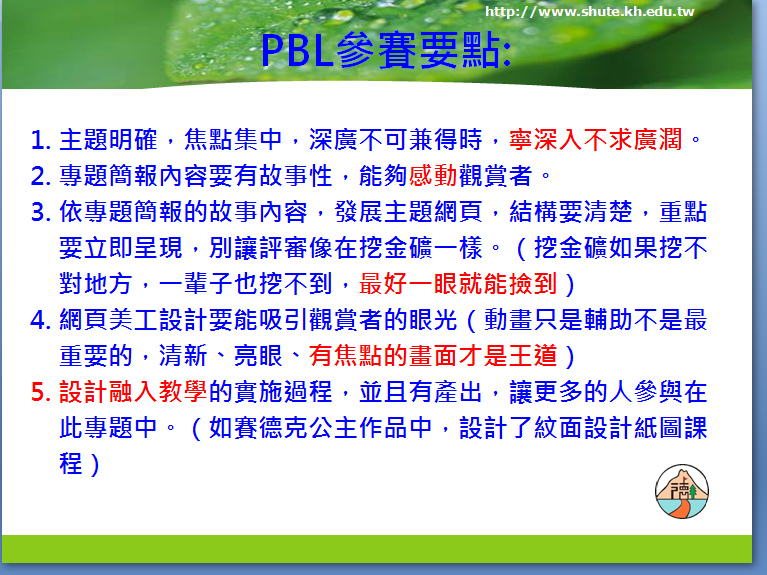 http://www.shute.kh.edu.tw
PBL參賽要點:
1. 主題明確，焦點集中，深廣不可兼得時，寧深入不求廣濶。
2. 專題簡報內容要有故事性，能夠感動觀賞者。
3. 依專題簡報的故事內容，發展主題網頁，結構要清楚，重點
要立即呈現，別讓評審像在挖金礦一樣。（挖金礦如果挖不
對地方，一輩子也挖不到，最好一眼就能撿到）
4. 網頁美工設計要能吸引觀賞者的眼光（動畫只是輔助不是最
重要的，清新、亮眼、有焦點的畫面才是王道）
5. 設計融入教學的實施過程，並且有產出，讓更多的人參與在
此專題中。（如賽德克公主作品中，設計了紋面設計紙圖課
程）
德